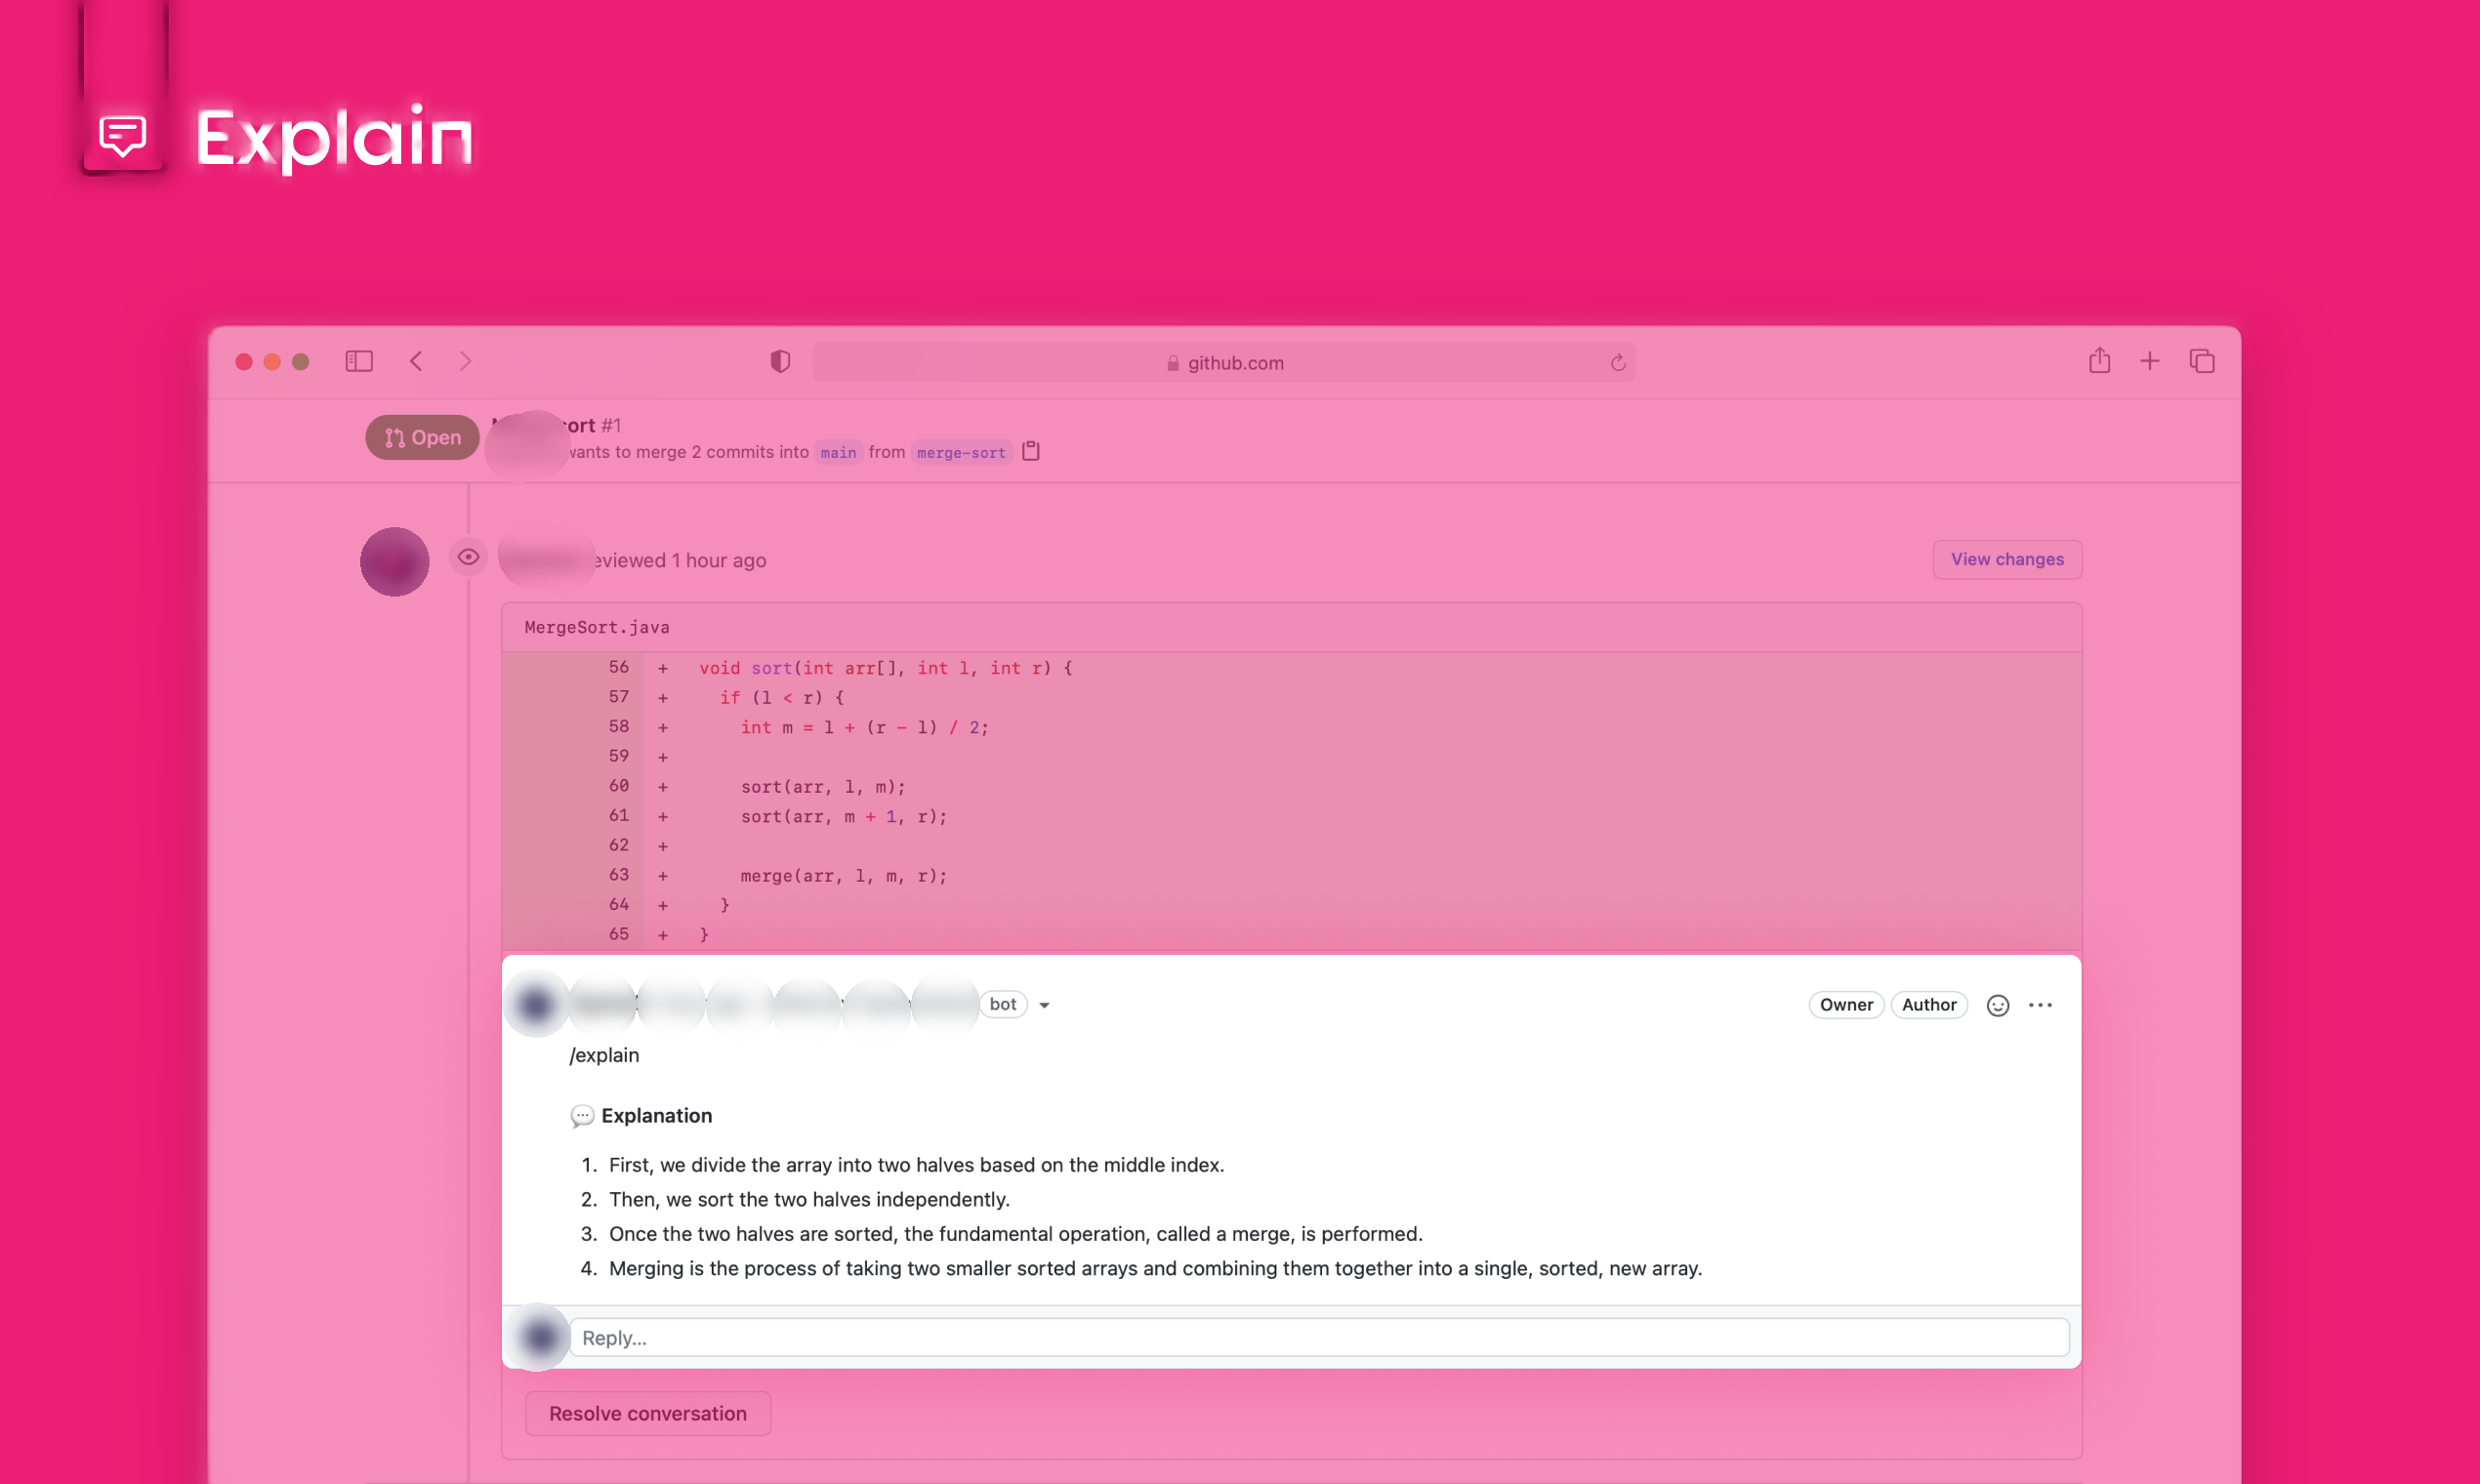 Explain
github.com
Open
#1
wants to merge 2 commits into main from merge-sort
reviewed 1 hour ago
View changes
MergeSort.java
56 + void sort(int arr[], int l, int r) {
57 + if (l < r) {
58 + int m = l + (r - l) / 2;
59 +
60 + sort(arr, l, m);
61 + sort(arr, m + 1, r);
62 +
63 + merge(arr, l, m, r);
64 + }
65 + }
bot
Owner Author
/explain
💬 Explanation
1. First, we divide the array into two halves based on the middle index.
2. Then, we sort the two halves independently.
3. Once the two halves are sorted, the fundamental operation, called a merge, is performed.
4. Merging is the process of taking two smaller sorted arrays and combining them together into a single, sorted, new array.
Reply...
Resolve conversation